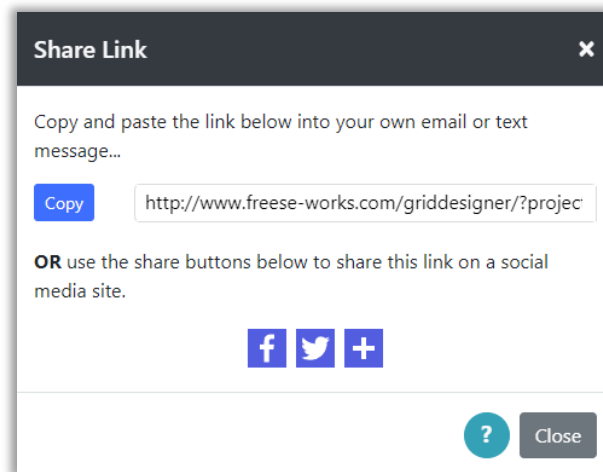 Share Link ×
Copy and paste the link below into your own email or text
message...
Copy http://www.freese-works.com/griddesigner/?projec
OR use the share buttons below to share this link on a social
media site.
? Close